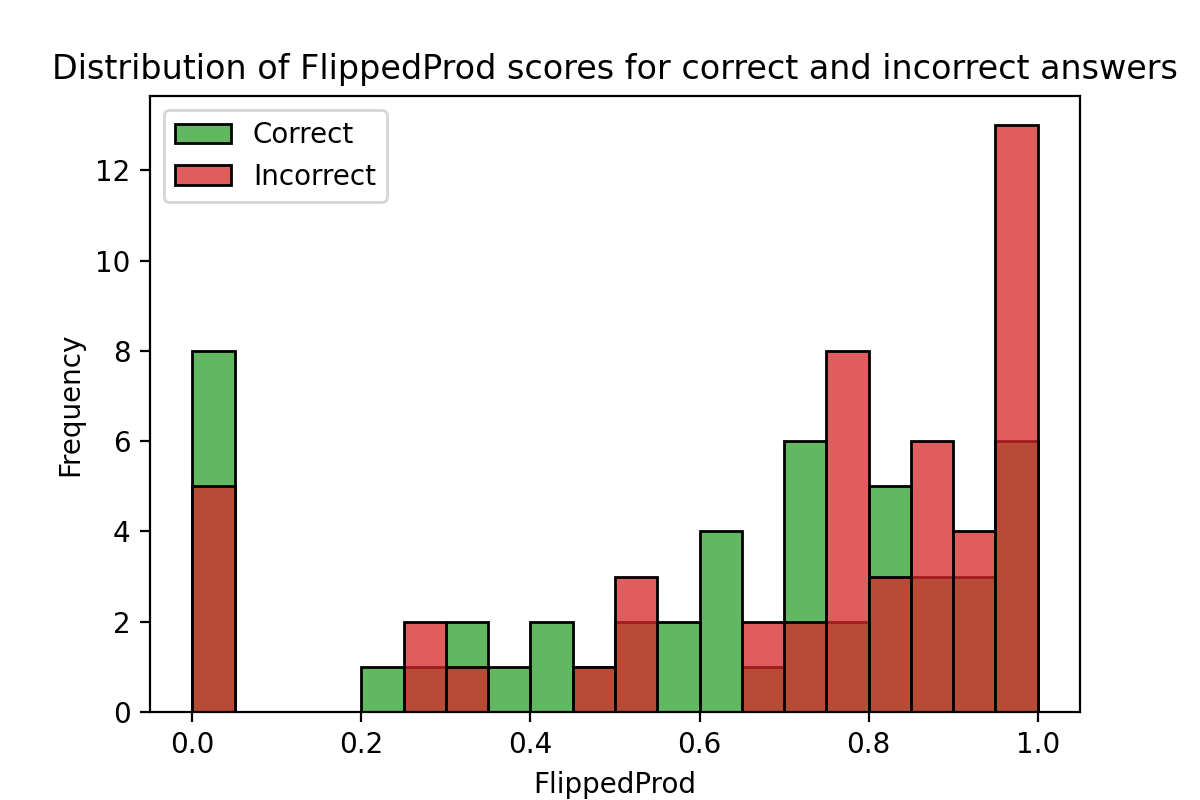 Distribution of FlippedProd scores for correct and incorrect answers
Correct
Incorrect
Frequency
12
10
8
6
4
2
0
0.0 0.2 0.4 0.6 0.8 1.0
FlippedProd